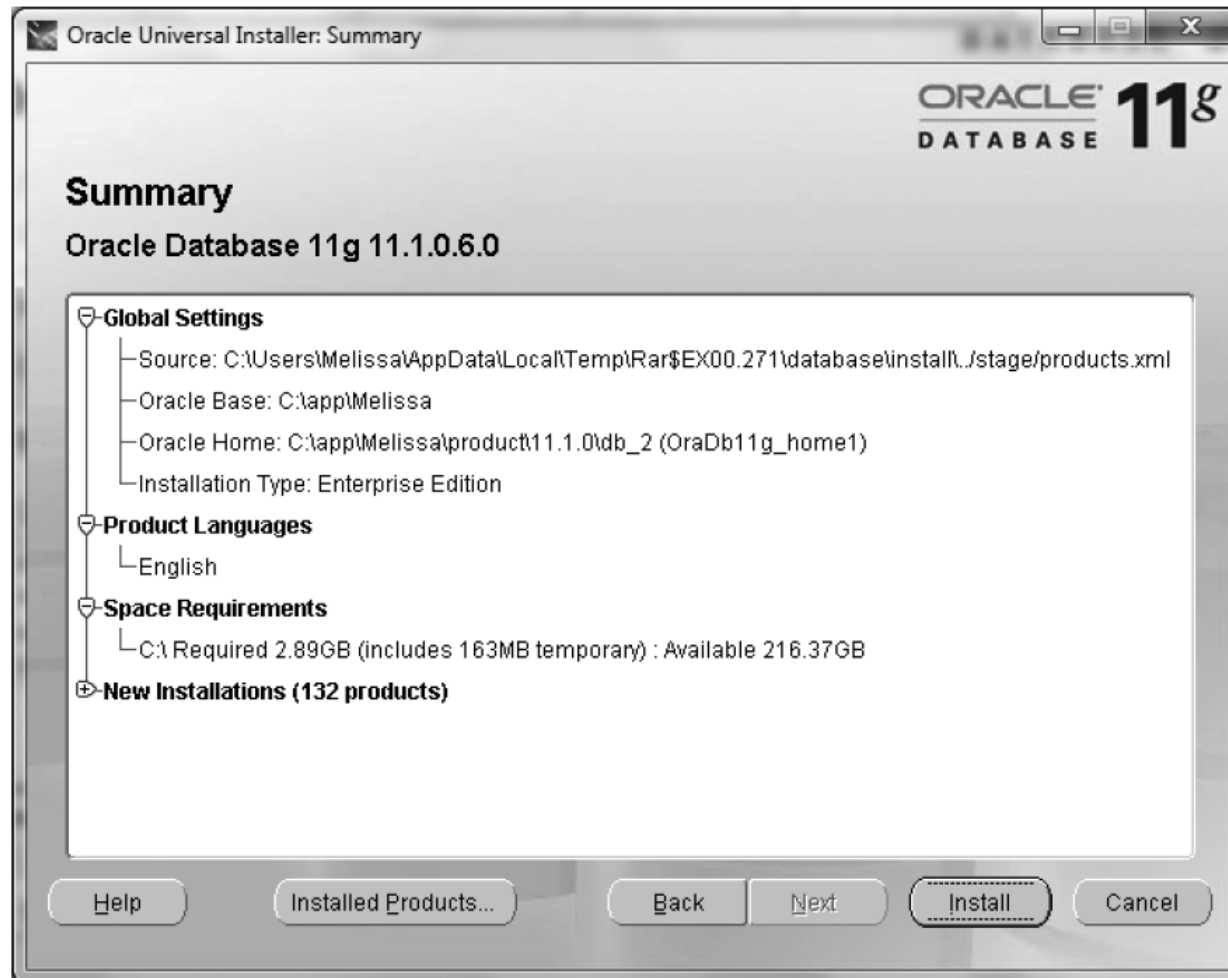 Oracle Universal Installer: Summary
ORACLE
DATABASE 11g
Summary
Oracle Database 11g 11.1.0.6.0
Global Settings
Source: C:\Users\Melissa\AppData\Local\Temp\Rar$EX00.271\database\install\../stage/products.xml
Oracle Base: C:\app\Melissa
Oracle Home: C:\app\Melissa\product\11.1.0\db_2 (OraDb11g_home1)
Installation Type: Enterprise Edition
Product Languages
English
Space Requirements
C:\ Required 2.89GB (includes 163MB temporary) : Available 216.37GB
New Installations (132 products)
Help Installed Products... Back Next Install Cancel